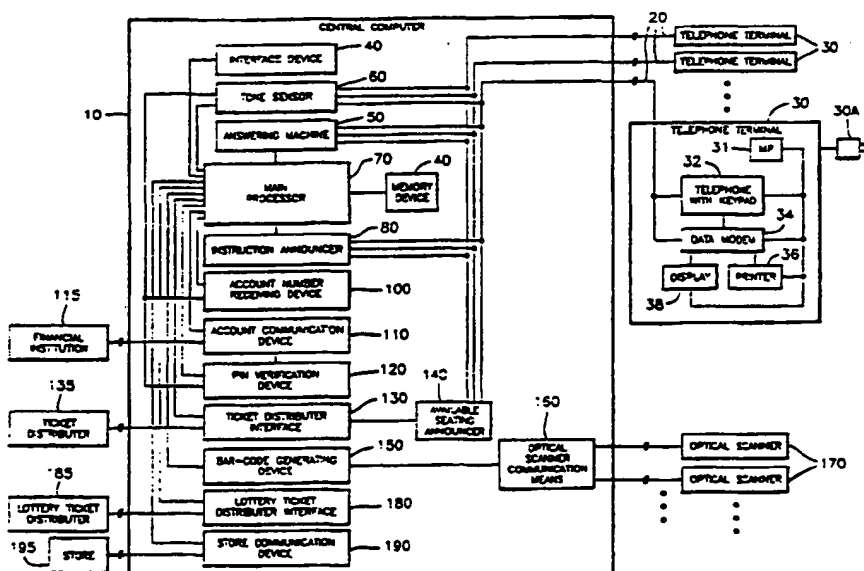 CENTRAL COMPUTER
10
INTERFACE DEVICE
40
TONE SENSOR
60
ANSWERING MACHINE
50
MAIN
PROCESSOR
70
MEMORY
DEVICE
40
INSTRUCTION ANNOUNCER
80
ACCOUNT NUMBER
RECEIVING DEVICE
100
ACCOUNT COMMUNICATION
DEVICE
110
PIN VERIFICATION
DEVICE
120
TICKET DISTRIBUTER
INTERFACE
130
BAR-CODE GENERATING
DEVICE
150
LOTTERY TICKET
DISTRIBUTER INTERFACE
180
STORE COMMUNICATION
DEVICE
190
115
FINANCIAL
INSTITUTION
135
TICKET
DISTRIBUTER
185
LOTTERY TICKET
DISTRIBUTER
195
STORE
140
AVAILABLE
SEATING
ANNOUNCER
160
OPTICAL
SCANNER
COMMUNICATION
MEANS
20
TELEPHONE TERMINAL
TELEPHONE TERMINAL
30
30
30A
TELEPHONE TERMINAL
31
MP
32
TELEPHONE
WITH KEYPAD
34
DATA MODEM
36
DISPLAY
PRINTER
38
OPTICAL SCANNER
OPTICAL SCANNER
170